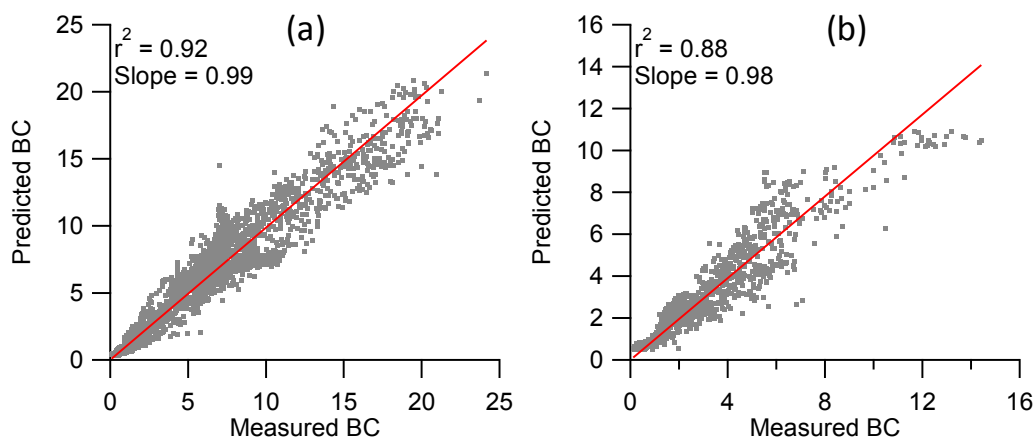 (a)
r2 = 0.92
Slope = 0.99
Predicted BC
25
20
15
10
5
0
0 5 10 15 20 25
Measured BC
(b)
r2 = 0.88
Slope = 0.98
Predicted BC
16
14
12
10
8
6
4
2
0
0 4 8 12 16
Measured BC